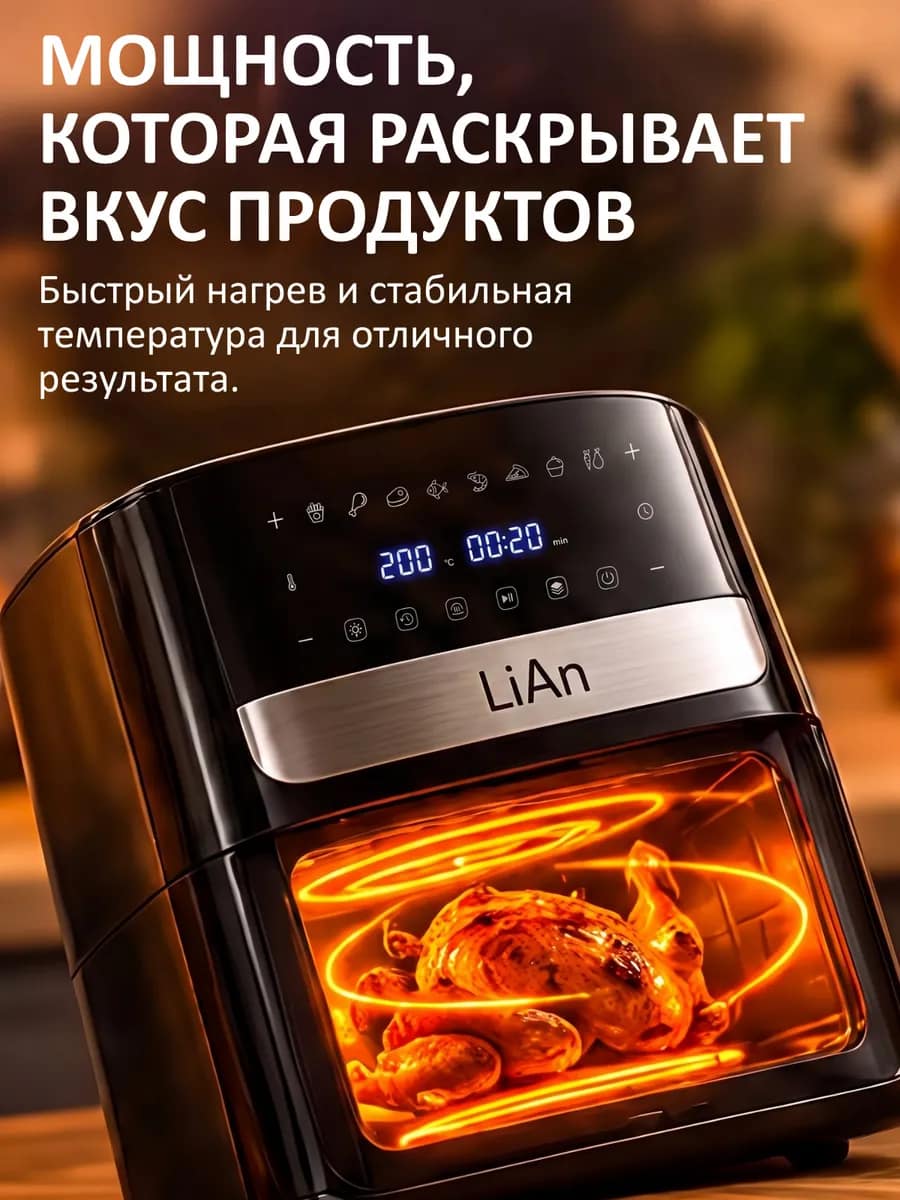 МОЩНОСТЬ,
КОТОРАЯ РАСКРЫВАЕТ
ВКУС ПРОДУКТОВ
Быстрый нагрев и стабильная
температура для отличного
результата.
200 °C 00:20 min
LiAn